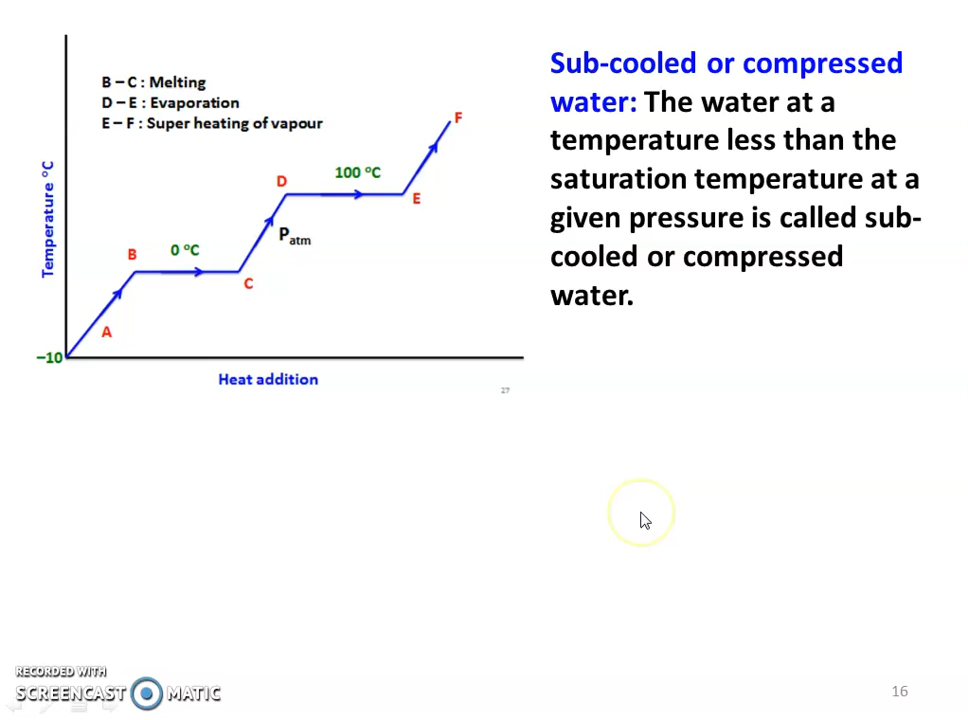 B – C : Melting
D – E : Evaporation
E – F : Super heating of vapour
F
100 °C
D
E
Temperature °C
P atm
B
0 °C
C
A
–10
Heat addition
27
Sub-cooled or compressed
water: The water at a
temperature less than the
saturation temperature at a
given pressure is called sub-
cooled or compressed
water.
RECORDED WITH
SCREENCAST MATIC
16